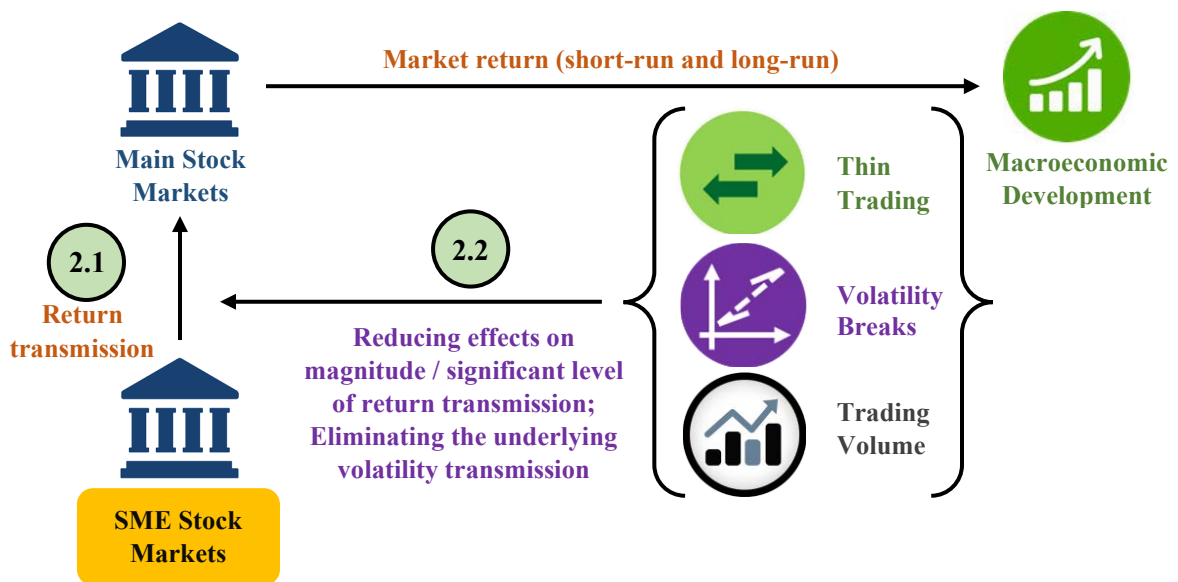 Market return (short-run and long-run)
Main Stock
Markets
Macroeconomic
Development
Thin
Trading
2.1
2.2
Return
transmission
Volatility
Breaks
Reducing effects on
magnitude / significant level
of return transmission;
Eliminating the underlying
volatility transmission
Trading
Volume
SME Stock
Markets